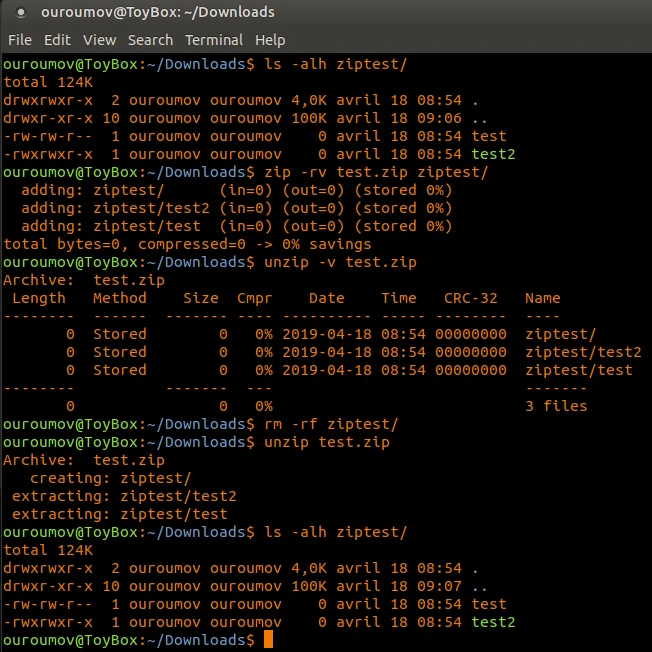 ouroumov@ToyBox: ~/Downloads
File Edit View Search Terminal Help
ouroumov@ToyBox:~/Downloads$ ls -alh ziptest/
total 124K
drwxrwxr-x  2 ouroumov ouroumov 4,0K avril 18 08:54 .
drwxr-xr-x 10 ouroumov ouroumov 100K avril 18 09:06 ..
-rw-rw-r--  1 ouroumov ouroumov    0 avril 18 08:54 test
-rwxrwxr-x  1 ouroumov ouroumov    0 avril 18 08:54 test2
ouroumov@ToyBox:~/Downloads$ zip -rv test.zip ziptest/
  adding: ziptest/      (in=0) (out=0) (stored 0%)
  adding: ziptest/test2 (in=0) (out=0) (stored 0%)
  adding: ziptest/test  (in=0) (out=0) (stored 0%)
total bytes=0, compressed=0 -> 0% savings
ouroumov@ToyBox:~/Downloads$ unzip -v test.zip
Archive:  test.zip
 Length   Method    Size  Cmpr    Date    Time   CRC-32   Name
--------  ------  ------- ---- ---------- ----- --------  ----
       0  Stored        0   0% 2019-04-18 08:54 00000000  ziptest/
       0  Stored        0   0% 2019-04-18 08:54 00000000  ziptest/test2
       0  Stored        0   0% 2019-04-18 08:54 00000000  ziptest/test
--------          -------  ---                            -------
       0                0   0%                            3 files
ouroumov@ToyBox:~/Downloads$ rm -rf ziptest/
ouroumov@ToyBox:~/Downloads$ unzip test.zip
Archive:  test.zip
   creating: ziptest/
 extracting: ziptest/test2
 extracting: ziptest/test
ouroumov@ToyBox:~/Downloads$ ls -alh ziptest/
total 124K
drwxrwxr-x  2 ouroumov ouroumov 4,0K avril 18 08:54 .
drwxr-xr-x 10 ouroumov ouroumov 100K avril 18 09:07 ..
-rw-rw-r--  1 ouroumov ouroumov    0 avril 18 08:54 test
-rwxrwxr-x  1 ouroumov ouroumov    0 avril 18 08:54 test2
ouroumov@ToyBox:~/Downloads$